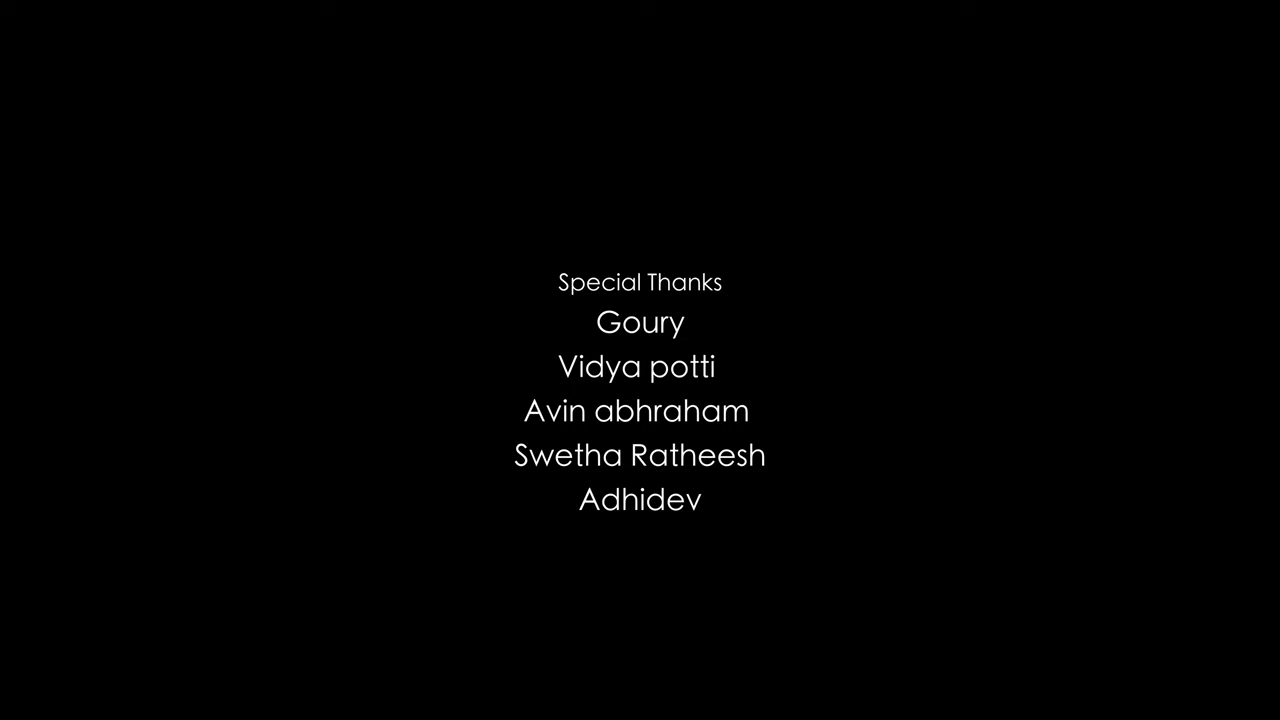 Special Thanks
Goury
Vidya potti
Avin abhraham
Swetha Ratheesh
Adhidev